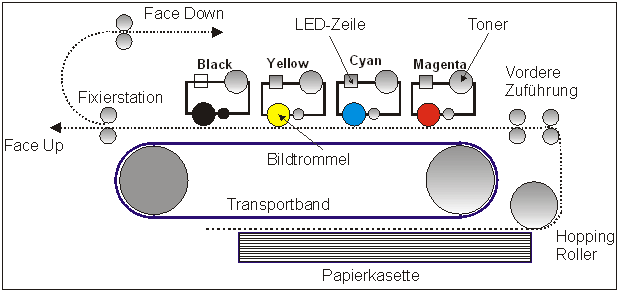 Face Down
LED-Zeile
Toner
Black
Yellow
Cyan
Magenta
Vordere
Zuführung
Fixierstation
Face Up
Bildtrommel
Transportband
Hopping
Roller
Papierkasette